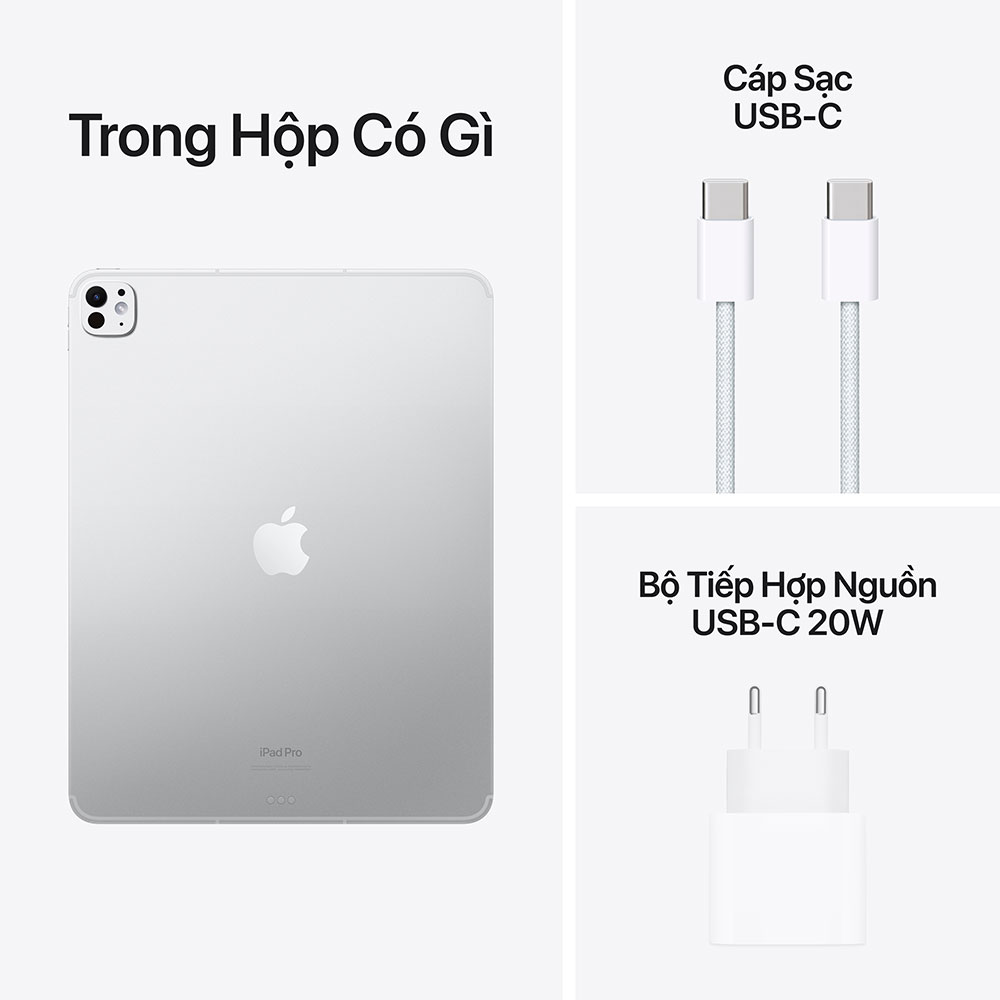 Trong Hộp Có Gì
iPad Pro
Cáp Sạc
USB-C
Bộ Tiếp Hợp Nguồn
USB-C 20W